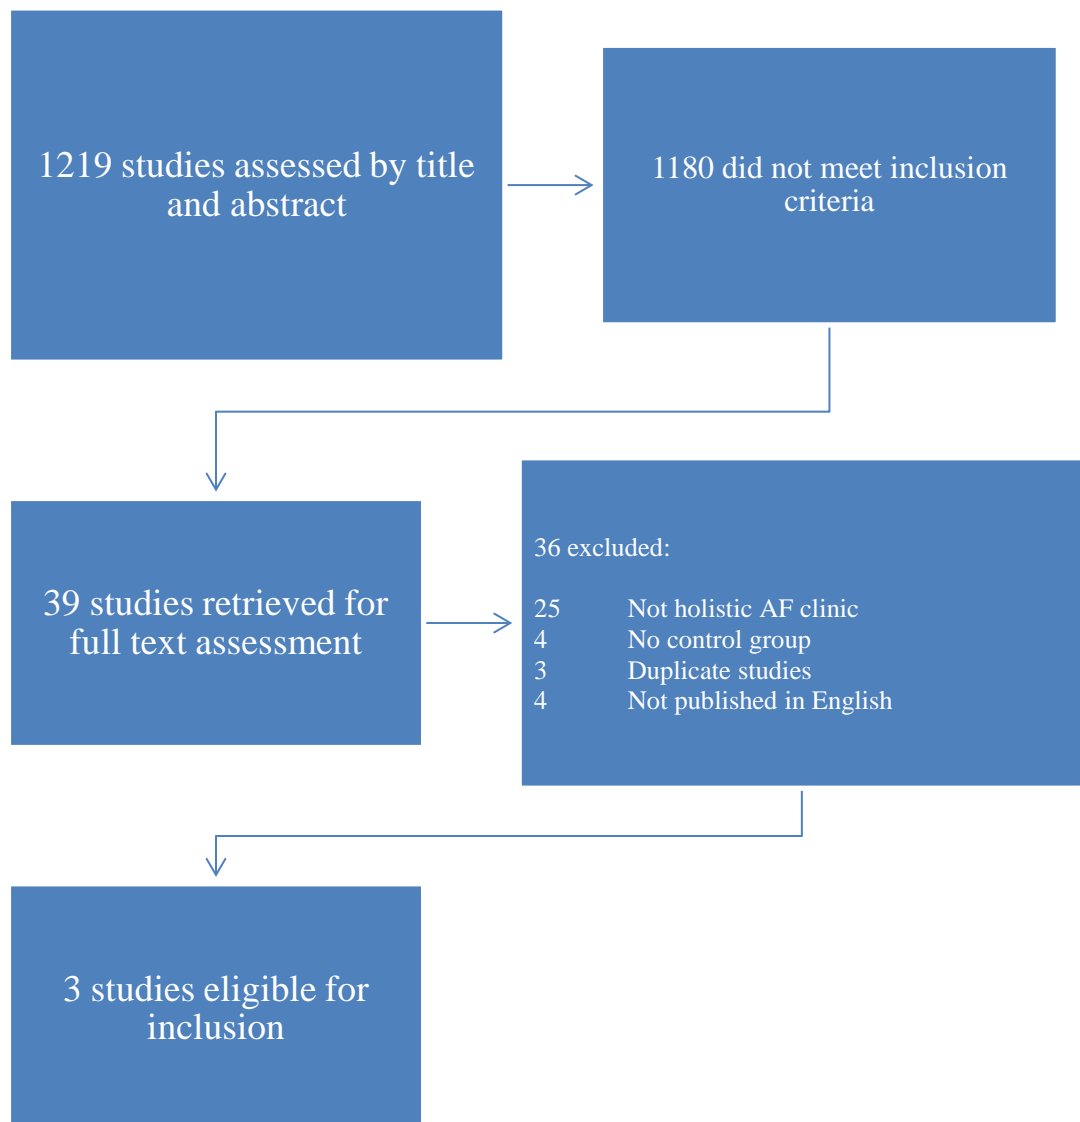 1219 studies assessed by title
and abstract
1180 did not meet inclusion
criteria
39 studies retrieved for
full text assessment
36 excluded:
25 Not holistic AF clinic
4 No control group
3 Duplicate studies
4 Not published in English
3 studies eligible for
inclusion